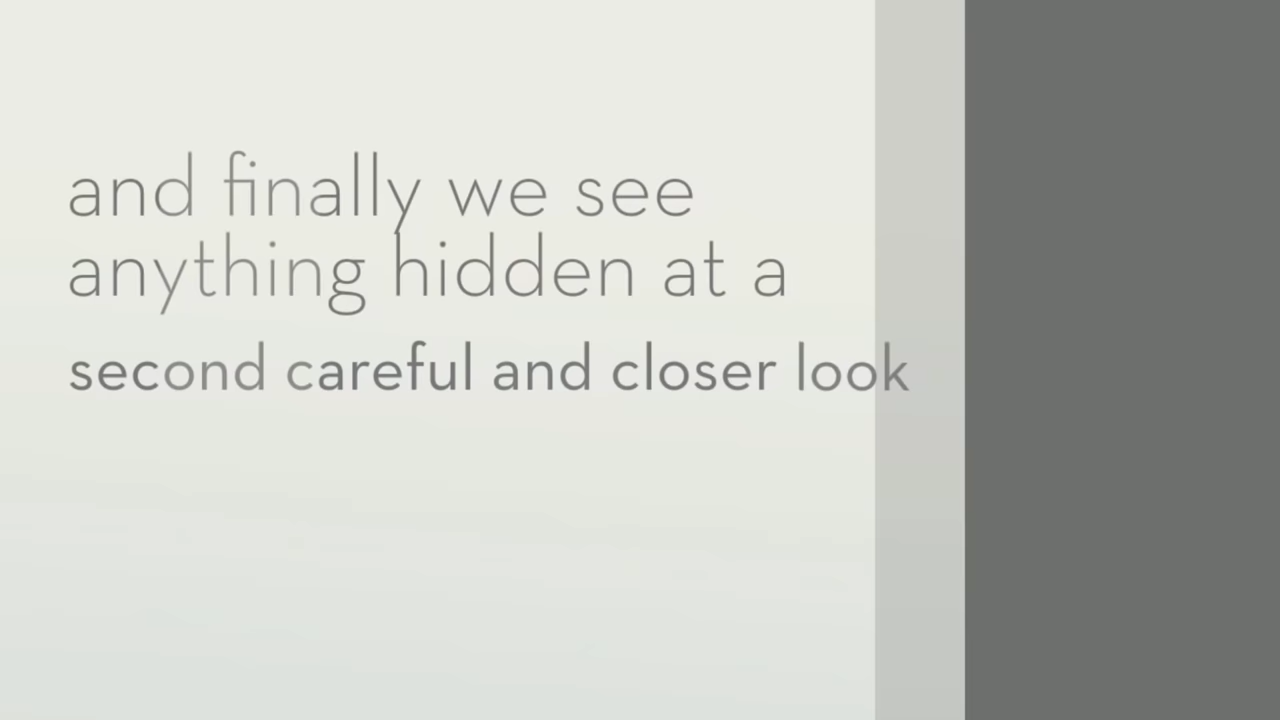 and finally we see
anything hidden at a
second careful and closer look